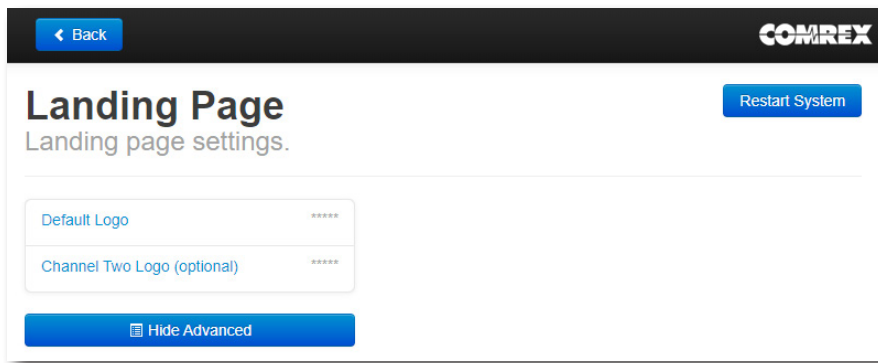 Back
COMREX
Landing Page
Restart System
Landing page settings.
Default Logo *****
Channel Two Logo (optional) *****
Hide Advanced